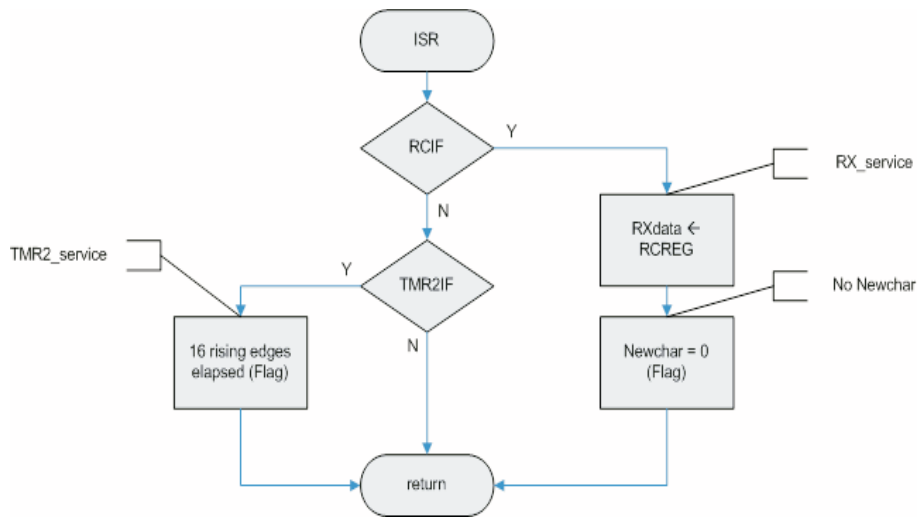 ISR
RCIF
Y
RX_service
N
RXdata ←
RCREG
TMR2_service
Y
TMR2IF
No Newchar
N
16 rising edges
elapsed (Flag)
Newchar = 0
(Flag)
return